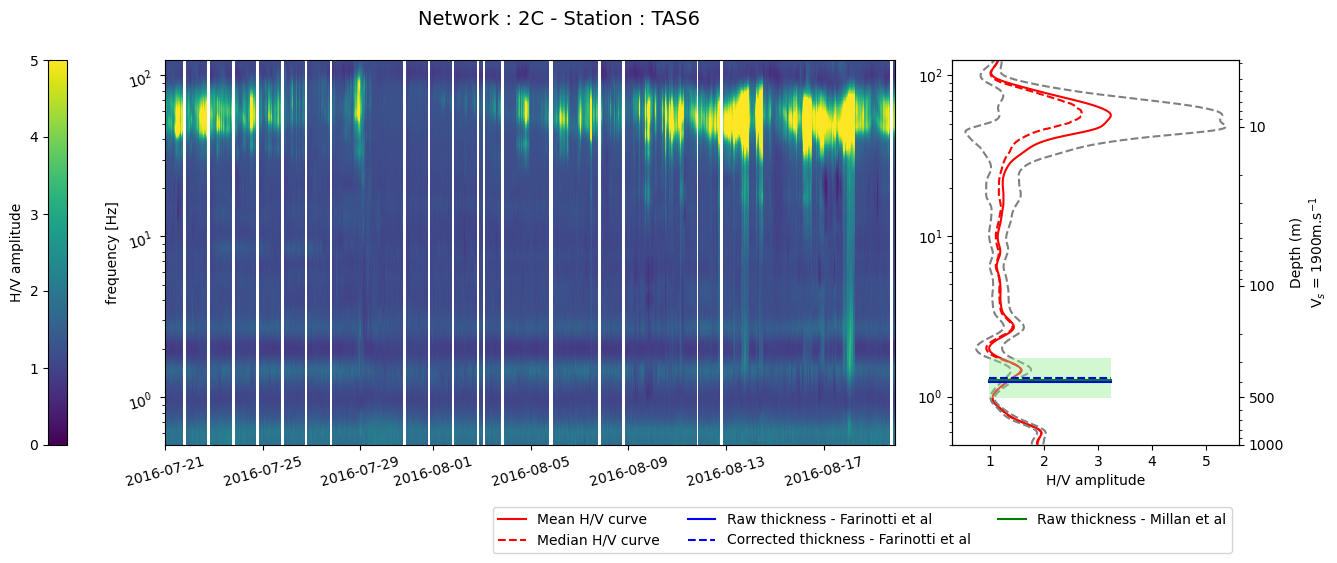 Network : 2C - Station : TAS6
5
4
3
2
1
0
H/V amplitude
10²
10¹
10⁰
frequency [Hz]
2016-07-21
2016-07-25
2016-07-29
2016-08-01
2016-08-05
2016-08-09
2016-08-13
2016-08-17
10²
10¹
10⁰
1
2
3
4
5
H/V amplitude
10
100
500
1000
Depth (m)
Vₛ = 1900m.s⁻¹
Mean H/V curve
Median H/V curve
Raw thickness - Farinotti et al
Corrected thickness - Farinotti et al
Raw thickness - Millan et al